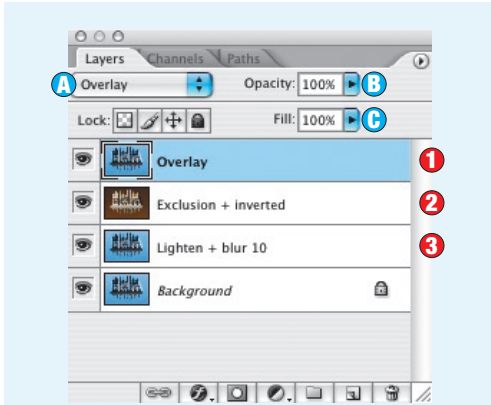 Layers Channels Paths
A Overlay Opacity: 100% B
Lock: Fill: 100% C
Overlay 1
Exclusion + inverted 2
Lighten + blur 10 3
Background